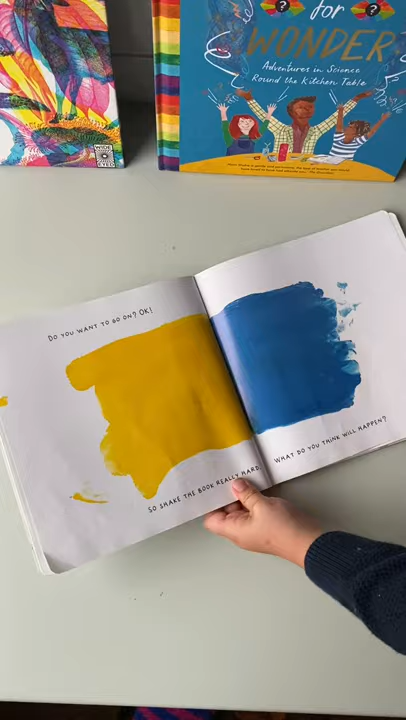 for
WONDER
Adventures in Science
Round the Kitchen Table
WIDE
EYED
DO YOU WANT TO GO ON? OK!
SO SHAKE THE BOOK REALLY HARD.
WHAT DO YOU THINK WILL HAPPEN?